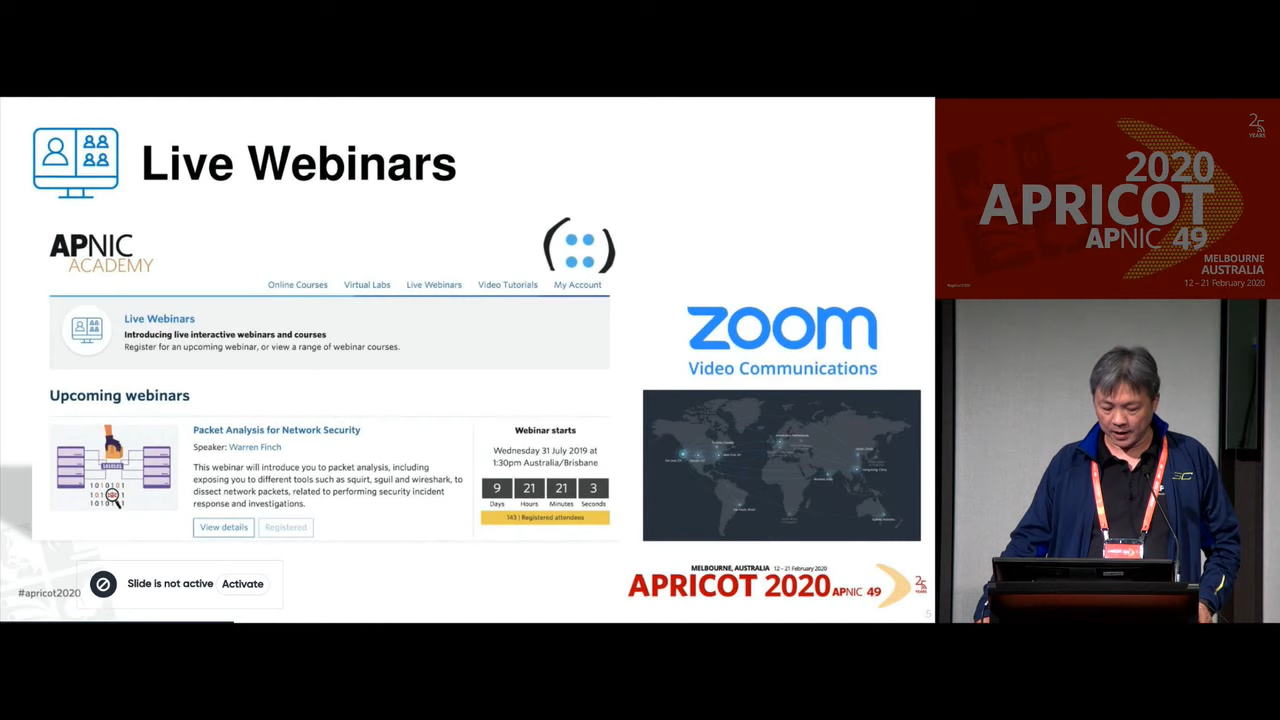 Live Webinars
APNIC
ACADEMY
Online Courses Virtual Labs Live Webinars Video Tutorials My Account
Live Webinars
Introducing live interactive webinars and courses
Register for an upcoming webinar, or view a range of webinar courses.
Upcoming webinars
Packet Analysis for Network Security
Speaker: Warren Finch
This webinar will introduce you to packet analysis, including
exposing you to different tools such as squirt, sguil and wireshark, to
dissect network packets, related to performing security incident
response and investigations.
View details Registered
Webinar starts
Wednesday 31 July 2019 at
1:30pm Australia/Brisbane
9 21 21 3
Days Hours Minutes Seconds
143 | Registered attendees
zoom
Video Communications
#apricot2020
Slide is not active Activate
MELBOURNE, AUSTRALIA 12 – 21 February 2020
APRICOT 2020 APNIC 49
25
YEARS
5
25
YEARS
2020
APRICOT
APNIC 49
MELBOURNE
AUSTRALIA
12 – 21 February 2020